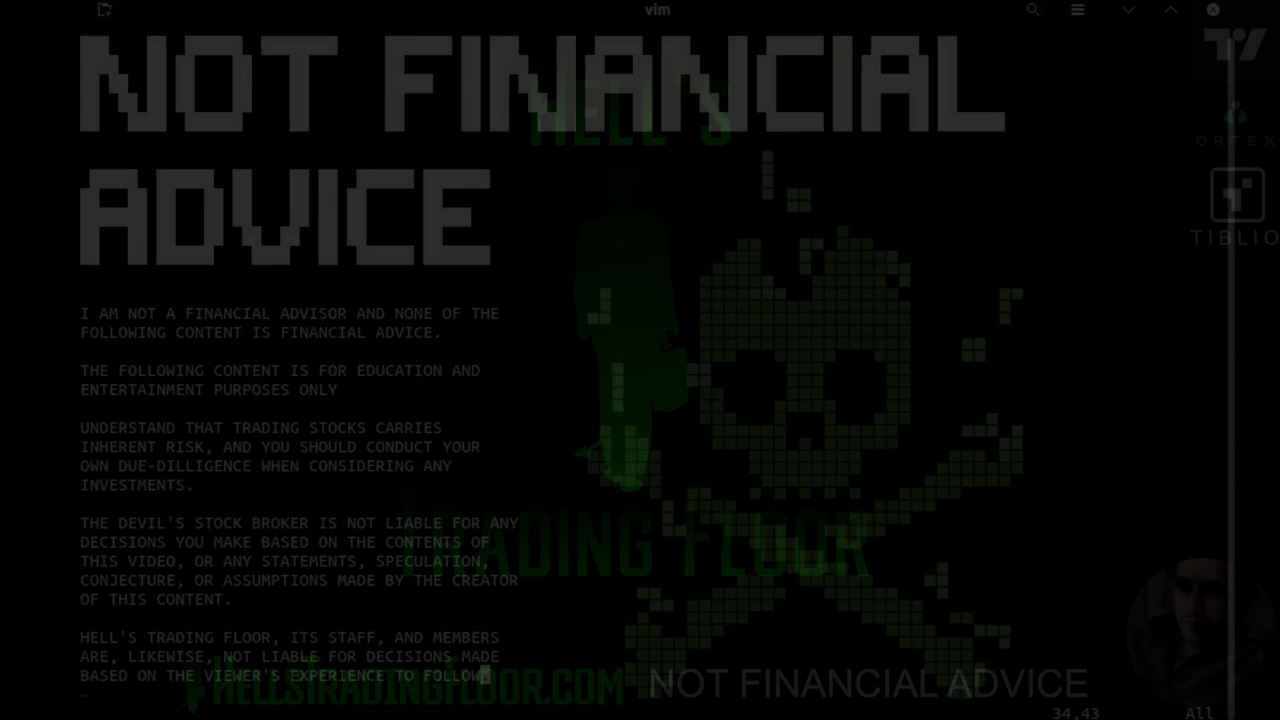 vim
NOT FINANCIAL
ADVICE
HELL'S
TRADING FLOOR
ORTEX
TIBLIO
I AM NOT A FINANCIAL ADVISOR AND NONE OF THE
FOLLOWING CONTENT IS FINANCIAL ADVICE.
THE FOLLOWING CONTENT IS FOR EDUCATION AND
ENTERTAINMENT PURPOSES ONLY
UNDERSTAND THAT TRADING STOCKS CARRIES
INHERENT RISK, AND YOU SHOULD CONDUCT YOUR
OWN DUE-DILLIGENCE WHEN CONSIDERING ANY
INVESTMENTS.
THE DEVIL'S STOCK BROKER IS NOT LIABLE FOR ANY
DECISIONS YOU MAKE BASED ON THE CONTENTS OF
THIS VIDEO, OR ANY STATEMENTS, SPECULATION,
CONJECTURE, OR ASSUMPTIONS MADE BY THE CREATOR
OF THIS CONTENT.
HELL'S TRADING FLOOR, ITS STAFF, AND MEMBERS
ARE, LIKEWISE, NOT LIABLE FOR DECISIONS MADE
BASED ON THE VIEWER'S EXPERIENCE TO FOLLOW.
~
HELLSTRADINGFLOOR.COM
NOT FINANCIAL ADVICE
34,43 All